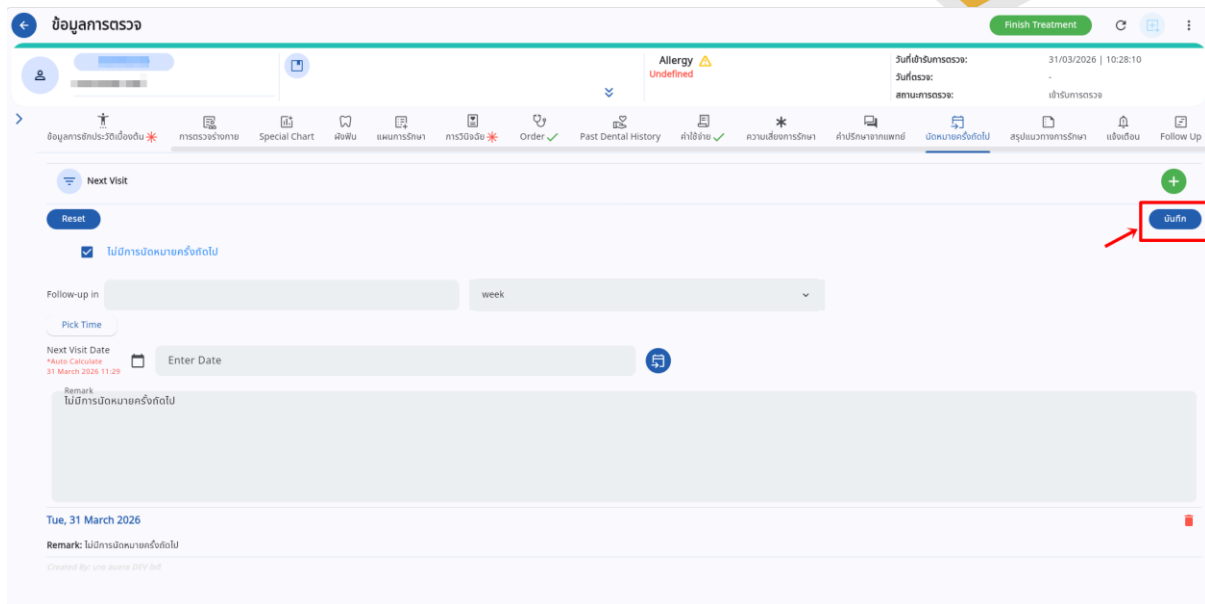 ข้อมูลการตรวจ
Finish Treatment
Allergy
Undefined
วันที่เข้ารับการตรวจ: 31/03/2026 | 10:28:10
วันที่ตรวจ: -
สถานะการตรวจ: เข้ารับการตรวจ
ข้อมูลการซักประวัติเบื้องต้น
การตรวจร่างกาย
Special Chart
ผังฟัน
แผนการรักษา
การวินิจฉัย
Order
Past Dental History
ค่าใช้จ่าย
ความเสี่ยงการรักษา
คำปรึกษาจากแพทย์
นัดหมายครั้งถัดไป
สรุปแนวทางการรักษา
แจ้งเตือน
Follow Up
Next Visit
Reset
บันทึก
ไม่มีการนัดหมายครั้งถัดไป
Follow-up in
week
Pick Time
Next Visit Date
*Auto Calculate
31 March 2026 11:29
Enter Date
Remark
ไม่มีการนัดหมายครั้งถัดไป
Tue, 31 March 2026
Remark: ไม่มีการนัดหมายครั้งถัดไป
Created By: